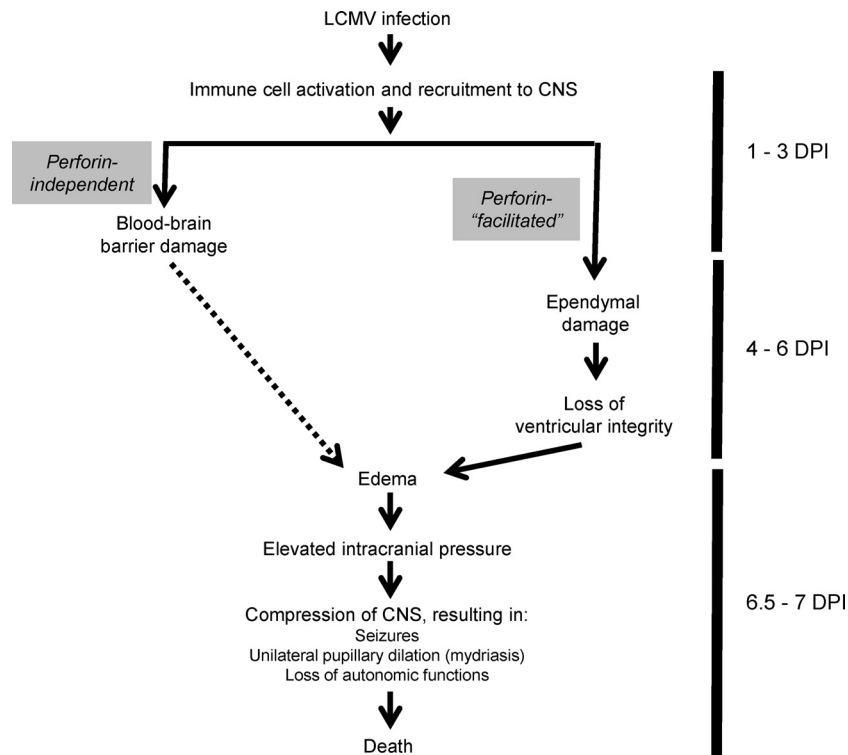 LCMV infection
Immune cell activation and recruitment to CNS
1 - 3 DPI
Perforin-
independent
Perforin-
“facilitated”
Blood-brain
barrier damage
Ependymal
damage
4 - 6 DPI
Loss of
ventricular integrity
Edema
Elevated intracranial pressure
6.5 - 7 DPI
Compression of CNS, resulting in:
Seizures
Unilateral pupillary dilation (mydriasis)
Loss of autonomic functions
Death